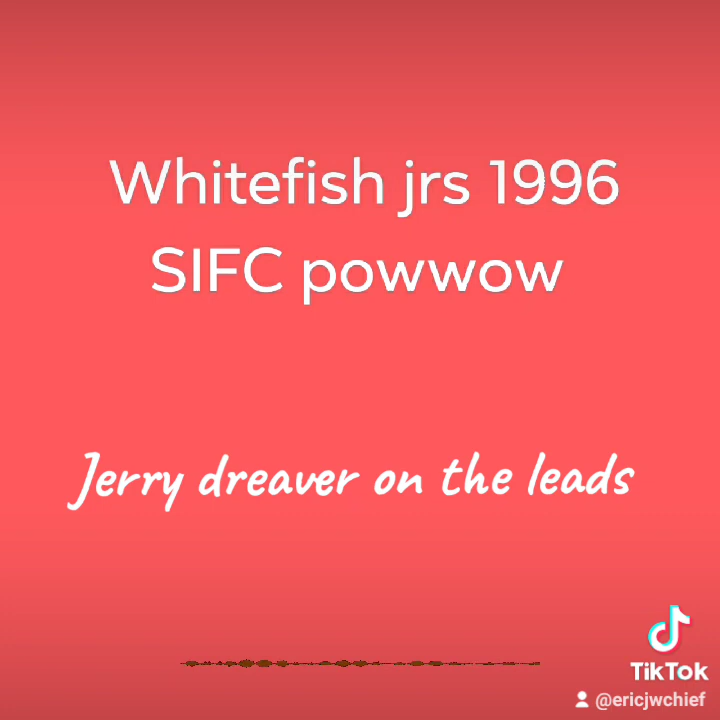 Whitefish jrs 1996
SIFC powwow
Jerry dreaver on the leads
TikTok
@ericjwchief